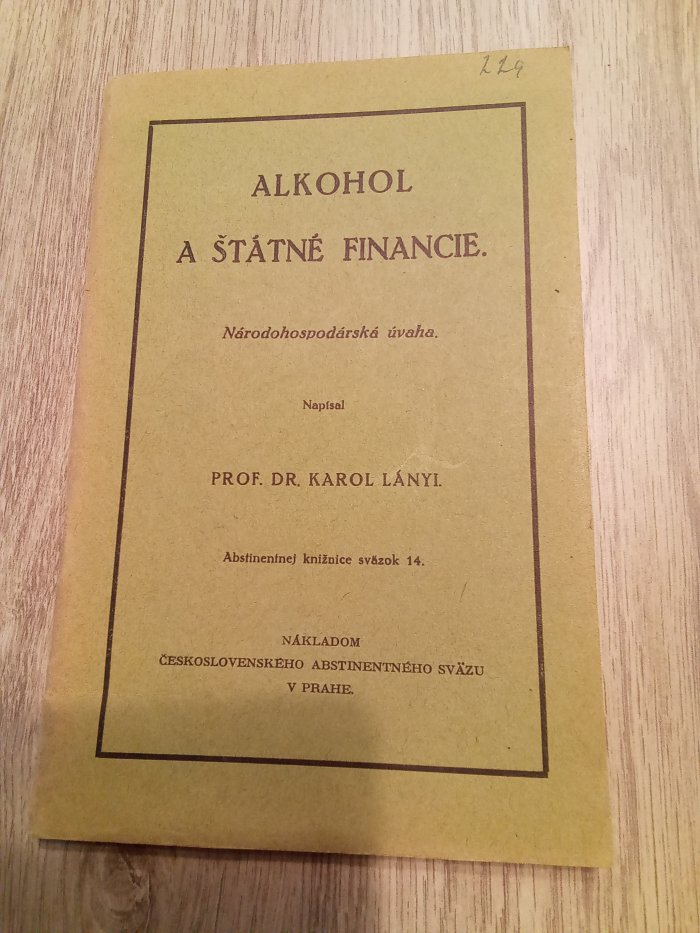 229
ALKOHOL
A ŠTÁTNÉ FINANCIE.
Národohospodárská úvaha.
Napísal
PROF. DR. KAROL LÁNYI.
Abstinentnej knižnice sväzok 14.
NÁKLADOM
ČESKOSLOVENSKÉHO ABSTINENTNÉHO SVÄZU
V PRAHE.